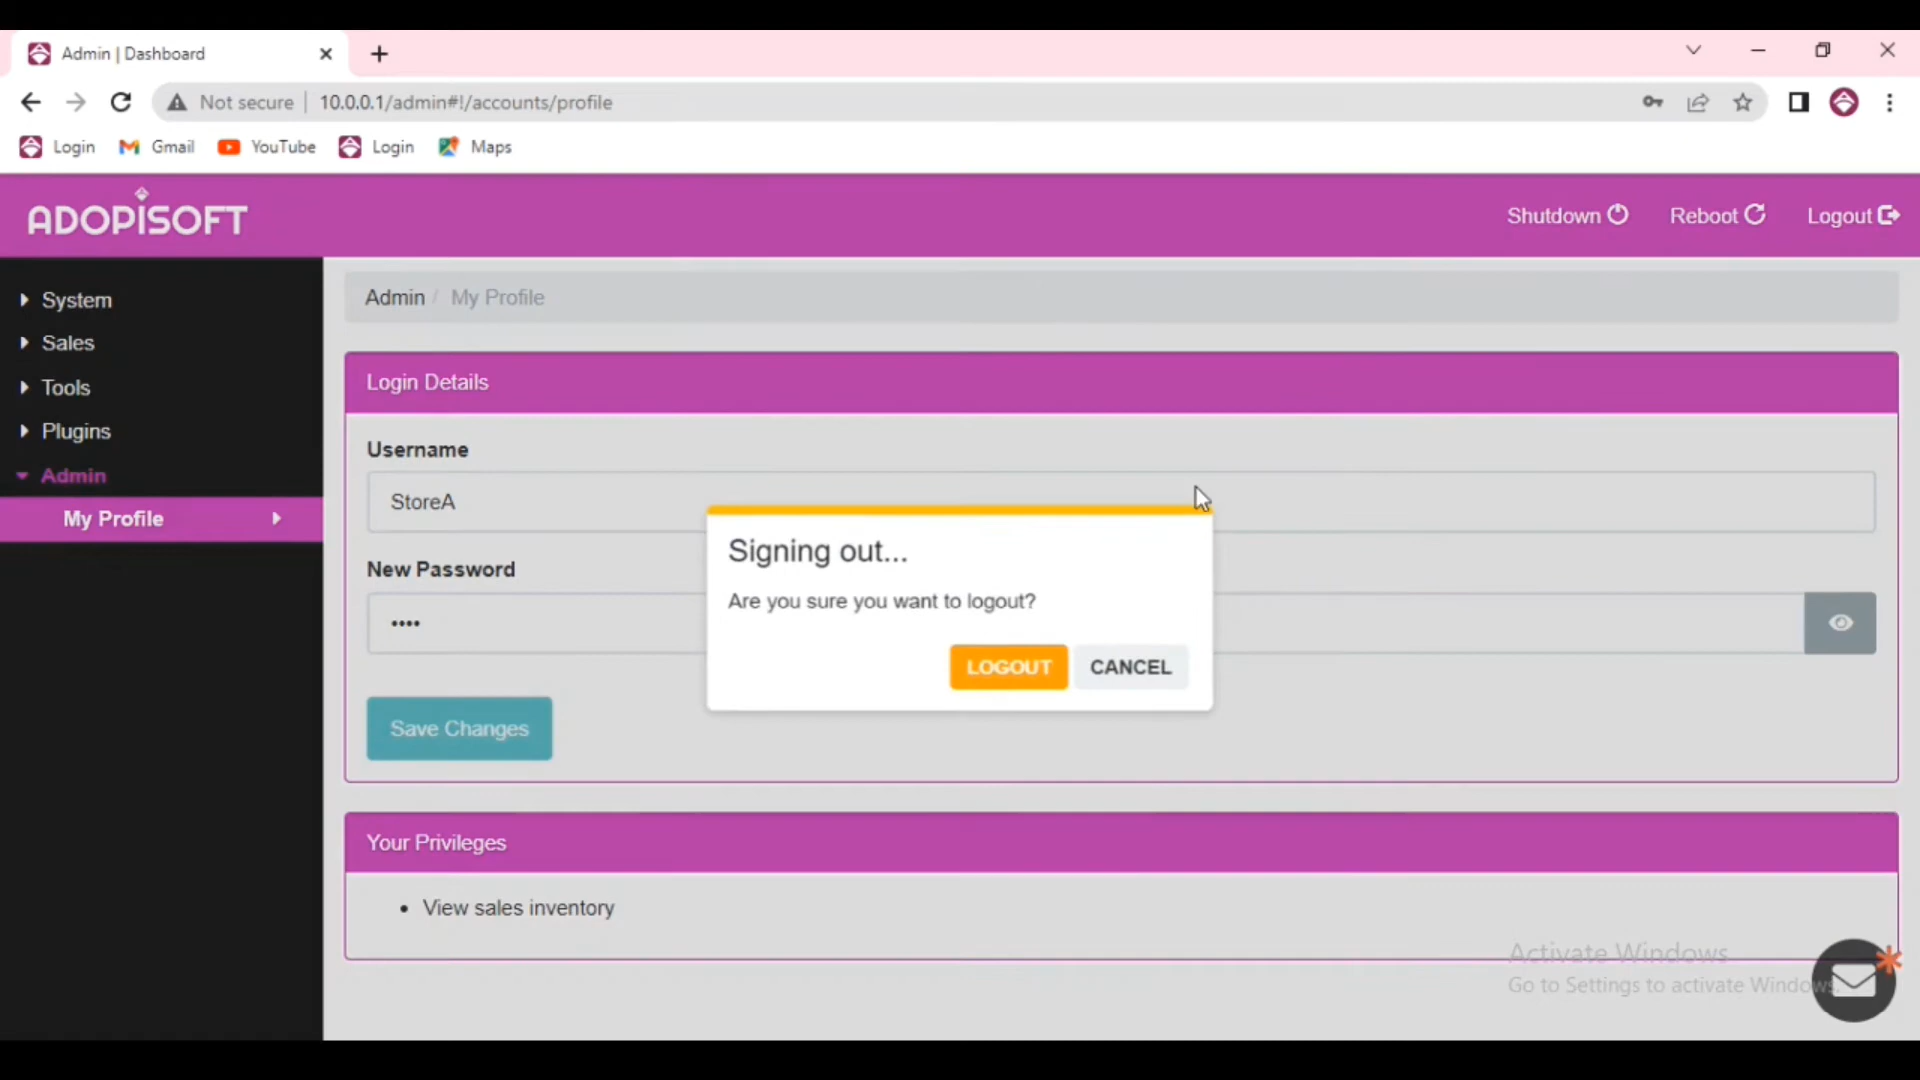 Admin | Dashboard
Not secure 10.0.0.1/admin#!/accounts/profile
Login Gmail YouTube Login Maps
ADOPISOFT Shutdown Reboot Logout
System
Sales
Tools
Plugins
Admin
My Profile
Admin / My Profile
Login Details
Username
StoreA
New Password
••••
Save Changes
Signing out...
Are you sure you want to logout?
LOGOUT CANCEL
Your Privileges
• View sales inventory
Activate Windows
Go to Settings to activate Windows.